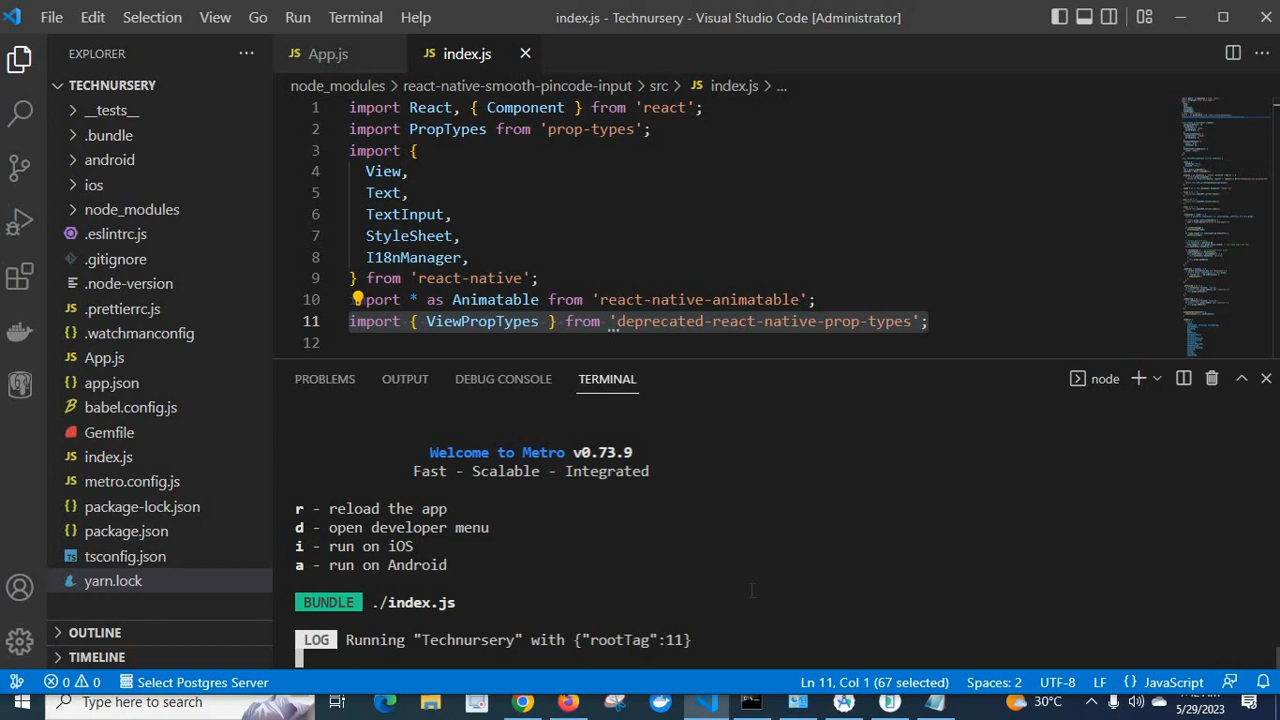 File Edit Selection View Go Run Terminal Help index.js - Technursery - Visual Studio Code [Administrator]
EXPLORER
TECHNURSERY
__tests__
.bundle
android
ios
node_modules
.eslintrc.js
.gitignore
.node-version
.prettierrc.js
.watchmanconfig
App.js
app.json
babel.config.js
Gemfile
index.js
metro.config.js
package-lock.json
package.json
tsconfig.json
yarn.lock
OUTLINE
TIMELINE
JS App.js JS index.js
node_modules > react-native-smooth-pincode-input > src > JS index.js > ...
1 import React, { Component } from 'react';
2 import PropTypes from 'prop-types';
3 import {
4 View,
5 Text,
6 TextInput,
7 StyleSheet,
8 I18nManager,
9 } from 'react-native';
10 port * as Animatable from 'react-native-animatable';
11 import { ViewPropTypes } from 'deprecated-react-native-prop-types';
12
PROBLEMS OUTPUT DEBUG CONSOLE TERMINAL node
Welcome to Metro v0.73.9
Fast - Scalable - Integrated
r - reload the app
d - open developer menu
i - run on iOS
a - run on Android
BUNDLE ./index.js
LOG Running "Technursery" with {"rootTag":11}
0 0 Select Postgres Server Ln 11, Col 1 (67 selected) Spaces: 2 UTF-8 LF {} JavaScript
Type here to search 30°C
5/29/2023